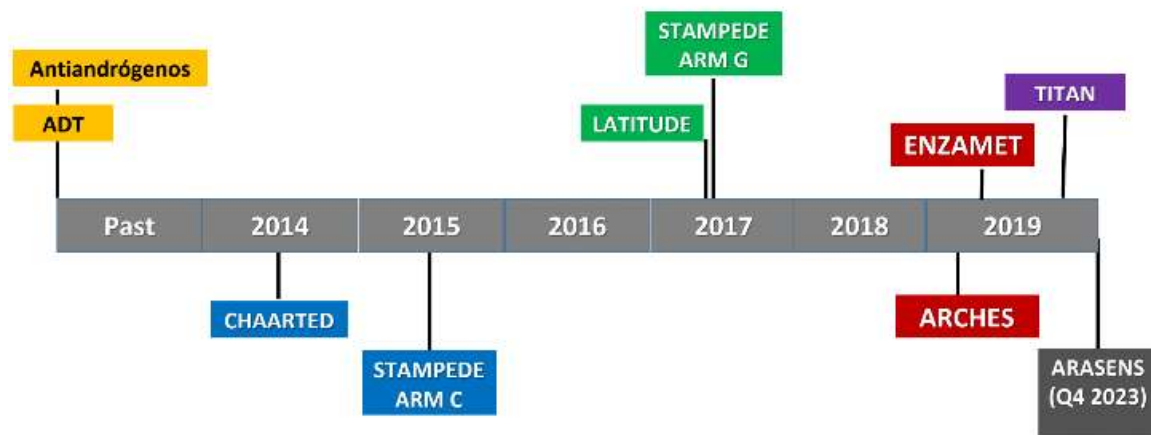 STAMPEDE
ARM G
Antiandrógenos
TITAN
ADT
LATITUDE
ENZAMET
Past 2014 2015 2016 2017 2018 2019
CHAARTED
ARCHES
STAMPEDE
ARM C
ARASENS
(Q4 2023)